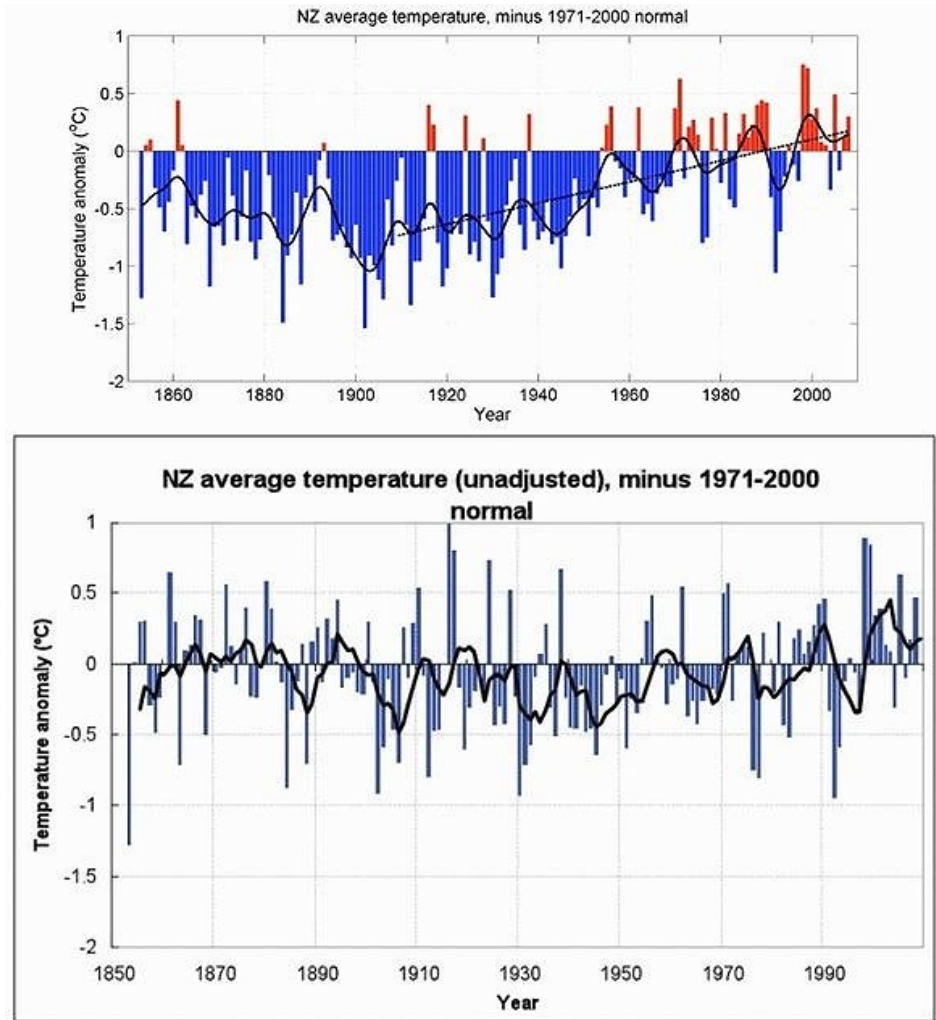 NZ average temperature, minus 1971-2000 normal
1
0.5
0
-0.5
-1
-1.5
-2
Temperature anomaly (°C)
1860 1880 1900 1920 1940 1960 1980 2000
Year
NZ average temperature (unadjusted), minus 1971-2000
normal
1
0.5
0
-0.5
-1
-1.5
-2
Temperature anomaly (°C)
1850 1870 1890 1910 1930 1950 1970 1990
Year